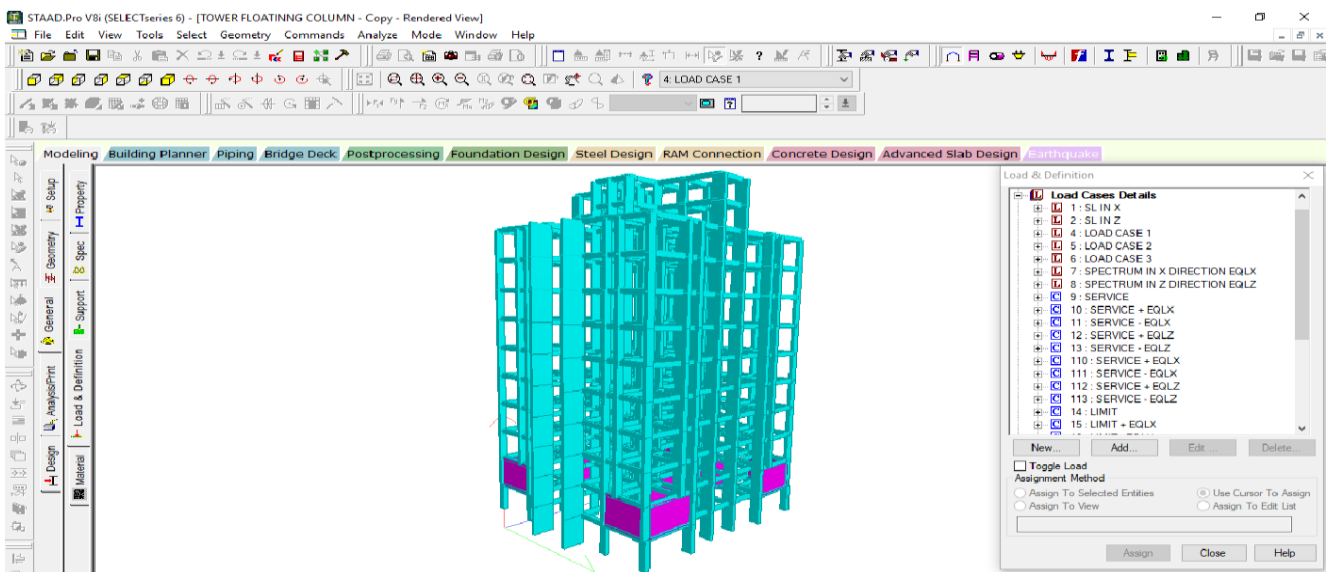 STAAD.Pro V8i (SELECTseries 6) - [TOWER FLOATINNG COLUMN - Copy - Rendered View]
File Edit View Tools Select Geometry Commands Analyze Mode Window Help
4: LOAD CASE 1
Modeling Building Planner Piping Bridge Deck Postprocessing Foundation Design Steel Design RAM Connection Concrete Design Advanced Slab Design Earthquake
Setup
Geometry
General
Analysis/Print
Design
Property
Spec
Support
Load & Definition
Material
Load & Definition
Load Cases Details
1 : SL IN X
2 : SL IN Z
4 : LOAD CASE 1
5 : LOAD CASE 2
6 : LOAD CASE 3
7 : SPECTRUM IN X DIRECTION EQLX
8 : SPECTRUM IN Z DIRECTION EQLZ
9 : SERVICE
10 : SERVICE + EQLX
11 : SERVICE - EQLX
12 : SERVICE + EQLZ
13 : SERVICE - EQLZ
110 : SERVICE + EQLX
111 : SERVICE - EQLX
112 : SERVICE + EQLZ
113 : SERVICE - EQLZ
14 : LIMIT
15 : LIMIT + EQLX
New... Add... Edit ... Delete...
Toggle Load
Assignment Method
Assign To Selected Entities Use Cursor To Assign
Assign To View Assign To Edit List
Assign Close Help